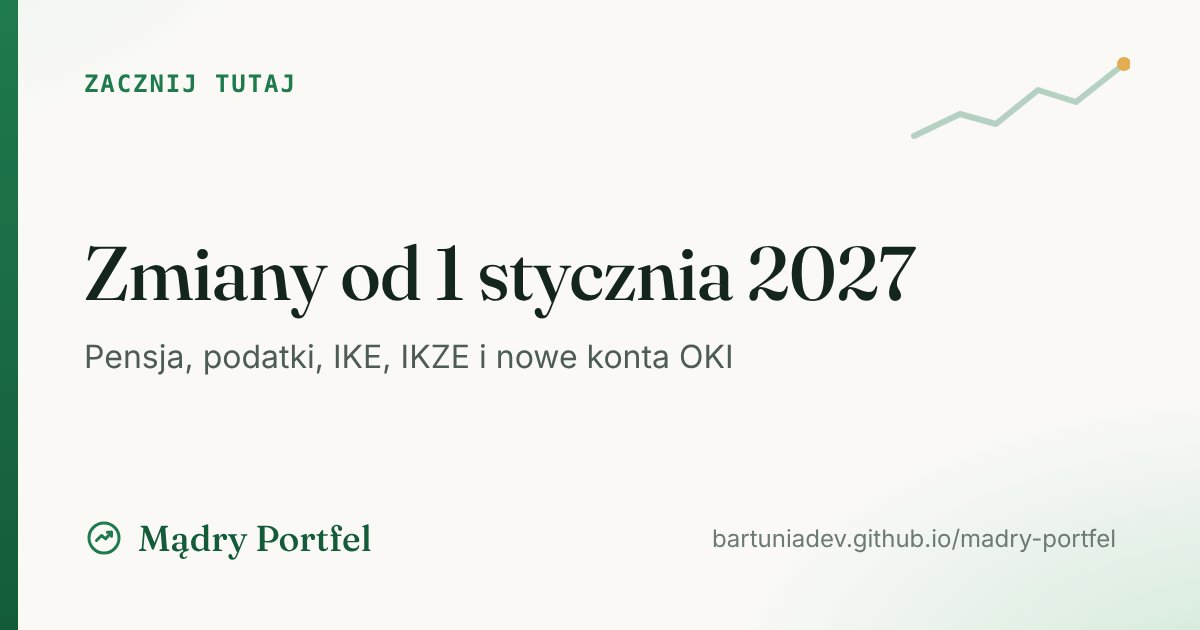 ZACZNIJ TUTAJ
Zmiany od 1 stycznia 2027
Pensja, podatki, IKE, IKZE i nowe konta OKI
Mądry Portfel
bartuniadev.github.io/madry-portfel